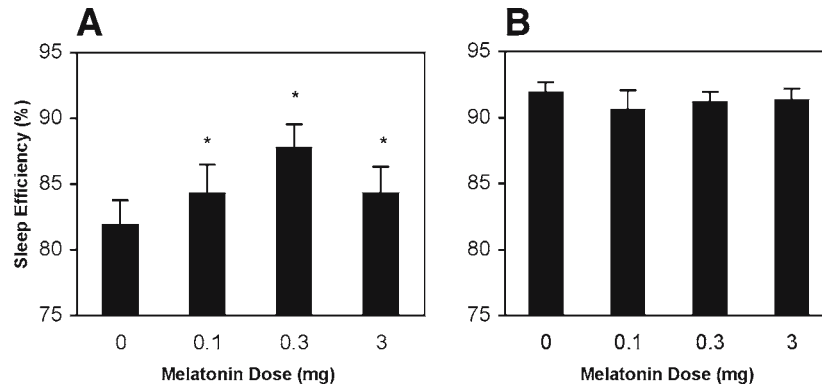 A
Sleep Efficiency (%)
95
90
85
80
75
*
*
*
0 0.1 0.3 3
Melatonin Dose (mg)
B
95
90
85
80
75
0 0.1 0.3 3
Melatonin Dose (mg)